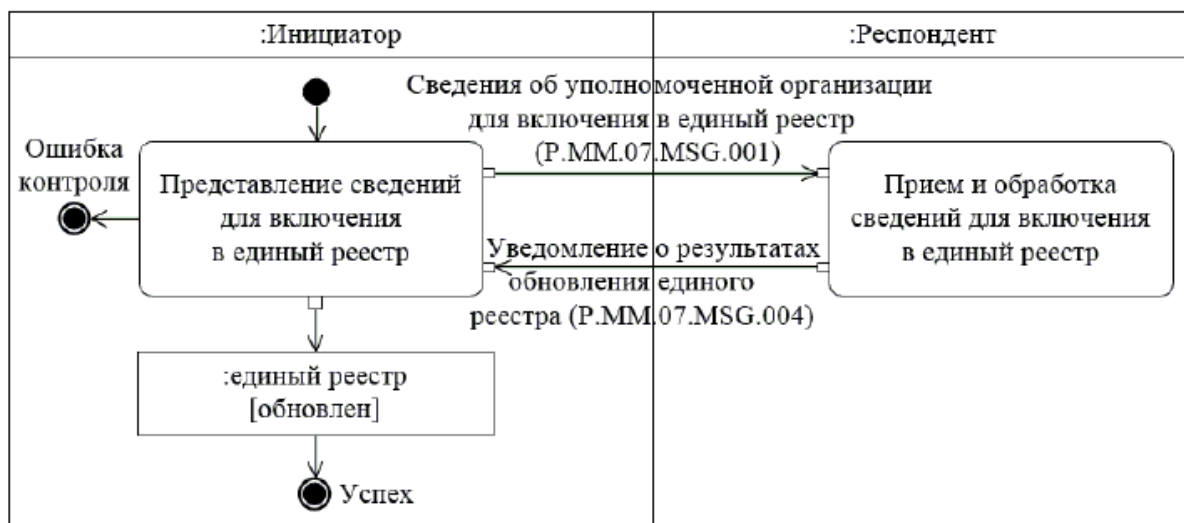 :Инициатор
:Респондент
Сведения об уполномоченной организации
для включения в единый реестр
(P.MM.07.MSG.001)
Ошибка
контроля
Представление сведений
для включения
в единый реестр
Прием и обработка
сведений для включения
в единый реестр
Уведомление о результатах
обновления единого
реестра (P.MM.07.MSG.004)
:единый реестр
[обновлен]
Успех